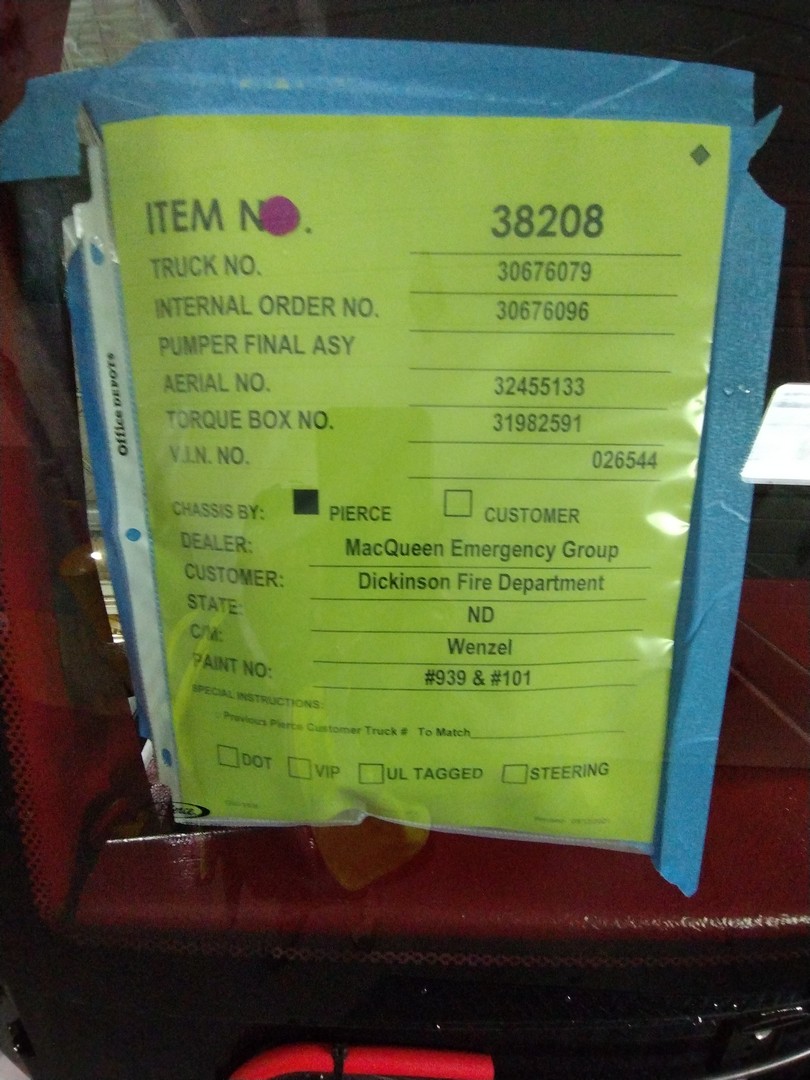 ITEM NO. 38208
TRUCK NO. 30676079
INTERNAL ORDER NO. 30676096
PUMPER FINAL ASY
AERIAL NO. 32455133
TORQUE BOX NO. 31982591
V.I.N. NO. 026544
CHASSIS BY: PIERCE CUSTOMER
DEALER: MacQueen Emergency Group
CUSTOMER: Dickinson Fire Department
STATE: ND
C/M: Wenzel
PAINT NO: #939 & #101
SPECIAL INSTRUCTIONS:
Previous Pierce Customer Truck # To Match
DOT VIP UL TAGGED STEERING
Office DEPOT